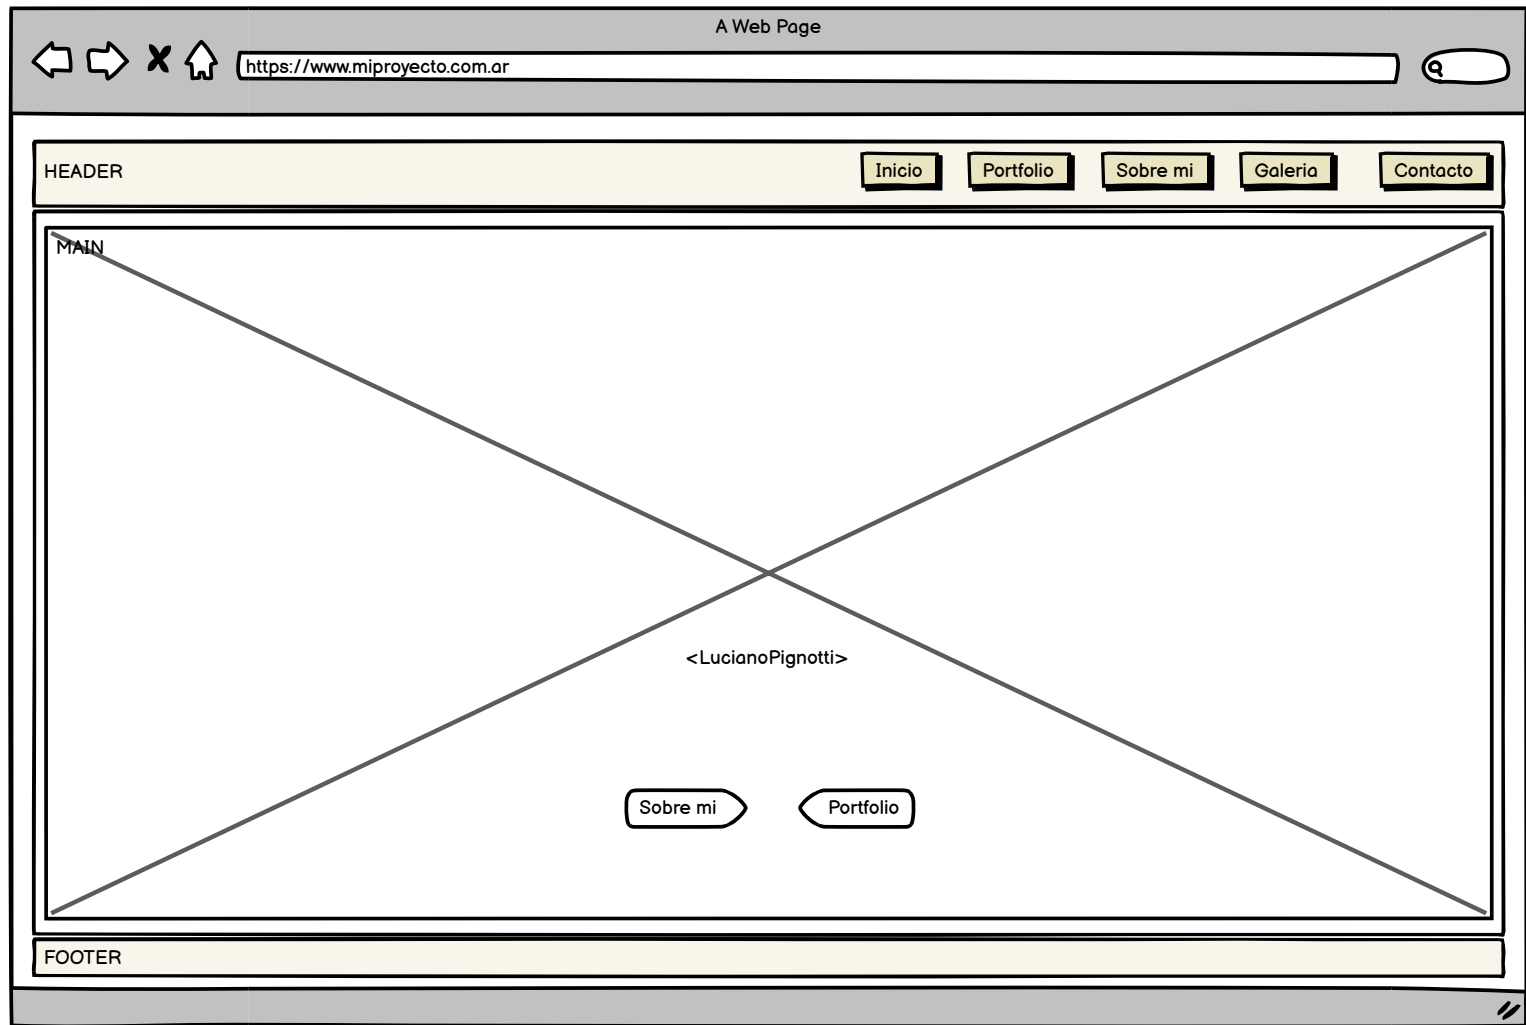 A Web Page
https://www.miproyecto.com.ar
HEADER
Inicio
Portfolio
Sobre mi
Galeria
Contacto
MAIN
<LucianoPignotti>
Sobre mi
Portfolio
FOOTER